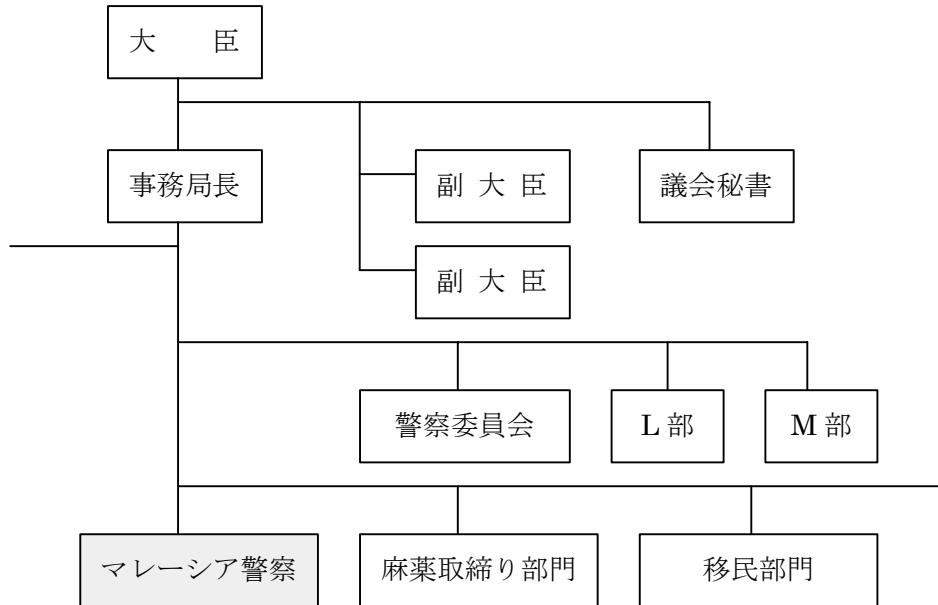 大 臣
事務局長
副 大 臣
議会秘書
副 大 臣
警察委員会
L 部
M 部
マレーシア警察
麻薬取締り部門
移民部門